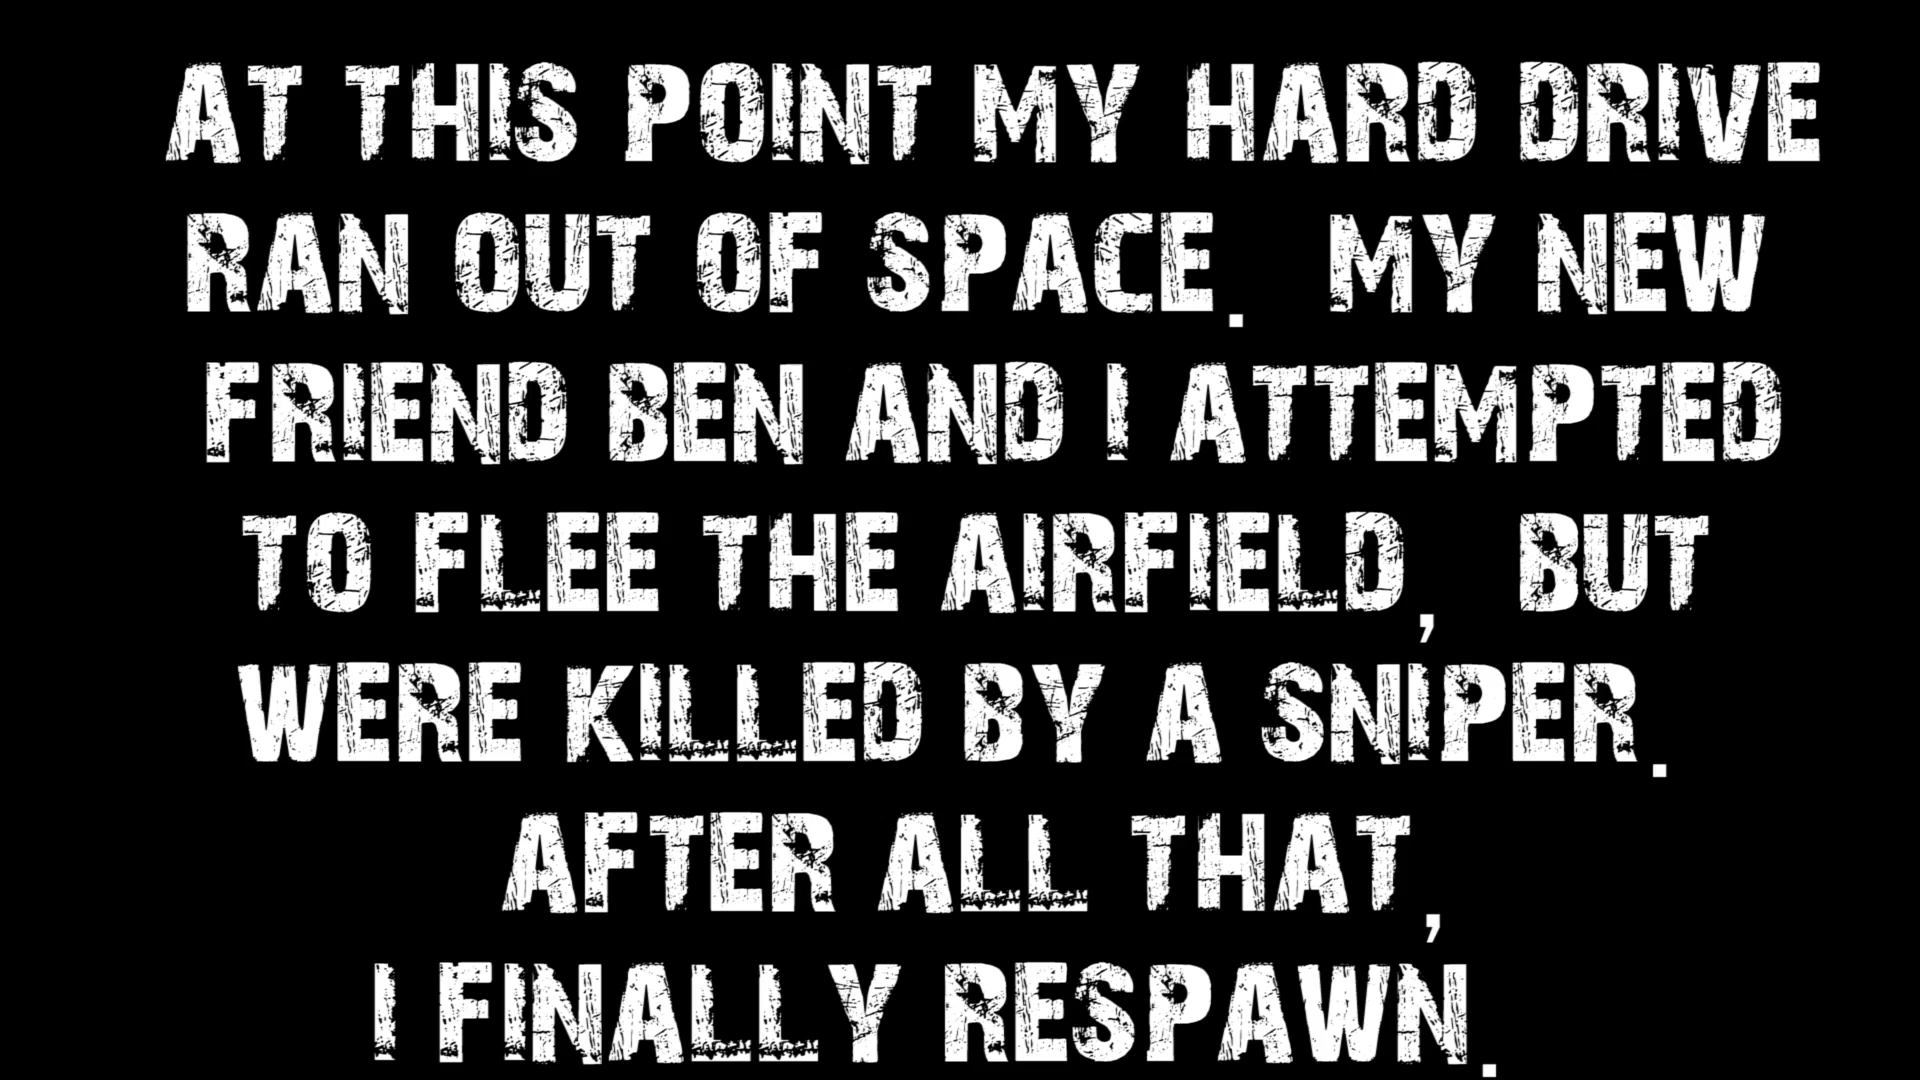 AT THIS POINT MY HARD DRIVE
RAN OUT OF SPACE. MY NEW
FRIEND BEN AND I ATTEMPTED
TO FLEE THE AIRFIELD, BUT
WERE KILLED BY A SNIPER.
AFTER ALL THAT,
I FINALLY RESPAWN.